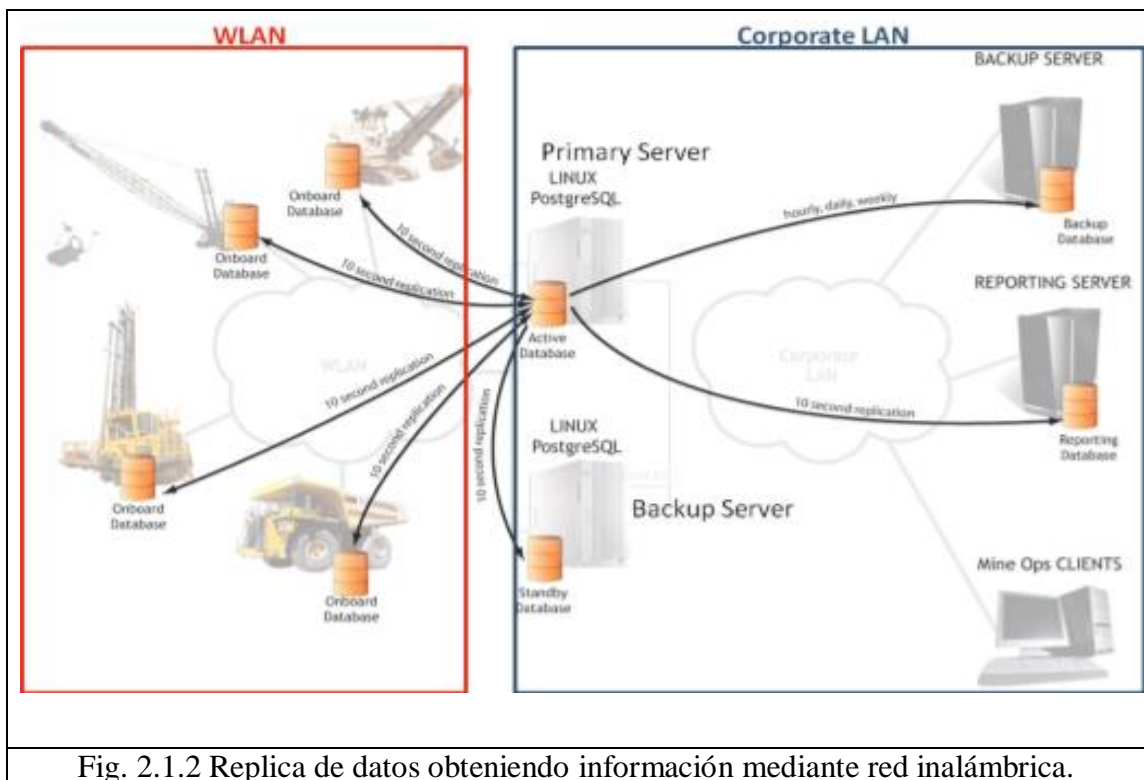 WLAN
Corporate LAN
BACKUP SERVER
Primary Server
LINUX
PostgreSQL
Onboard
Database
Onboard
Database
10 second replication
10 second replication
hourly, daily, weekly
Backup
Database
REPORTING SERVER
Active
Database
WLAN
Corporate
LAN
10 second replication
10 second replication
10 second replication
10 second replication
LINUX
PostgreSQL
Reporting
Database
Onboard
Database
Backup Server
Onboard
Database
Standby
Database
Mine Ops CLIENTS
Fig. 2.1.2 Replica de datos obteniendo información mediante red inalámbrica.